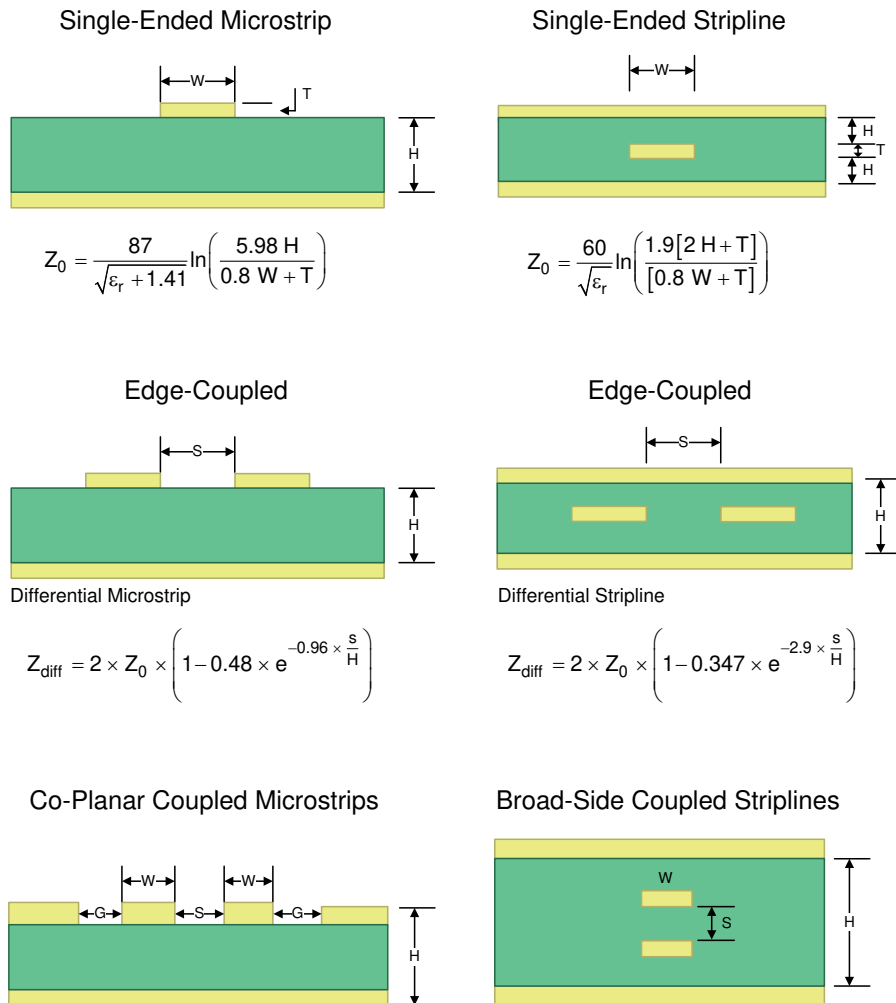 Single-Ended Microstrip
Single-Ended Stripline
W
T
H
W
H
T
H
Z₀ = 87/√(εᵣ + 1.41) ln(5.98 H/(0.8 W + T))
Z₀ = 60/√εᵣ ln(1.9[2 H + T]/[0.8 W + T])
Edge-Coupled
Edge-Coupled
S
H
S
H
Differential Microstrip
Differential Stripline
Z_diff = 2 × Z₀ × (1 − 0.48 × e^(−0.96 × s/H))
Z_diff = 2 × Z₀ × (1 − 0.347 × e^(−2.9 × s/H))
Co-Planar Coupled Microstrips
Broad-Side Coupled Striplines
W
W
G
S
G
H
W
S
H